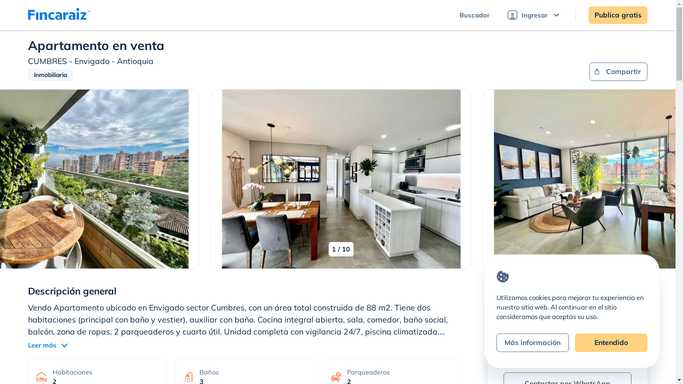 Fincaraiz
Buscador
Ingresar
Publica gratis
Apartamento en venta
CUMBRES - Envigado - Antioquia
Inmobiliaria
Compartir
1 / 10
Descripción general
Vendo Apartamento ubicado en Envigado sector Cumbres, con un área total construida de 88 m2. Tiene dos
habitaciones (principal con baño y vestier), auxiliar con baño. Cocina integral abierta, sala, comedor, baño social,
balcón, zona de ropas, 2 parqueaderos y cuarto útil. Unidad completa con vigilancia 24/7, piscina climatizada,...
Leer más
Habitaciones
2
Baños
3
Parqueaderos
2
Utilizamos cookies para mejorar tu experiencia en
nuestro sitio web. Al continuar en el sitio
consideramos que aceptas su uso.
Más información
Entendido
Contactar por WhatsApp